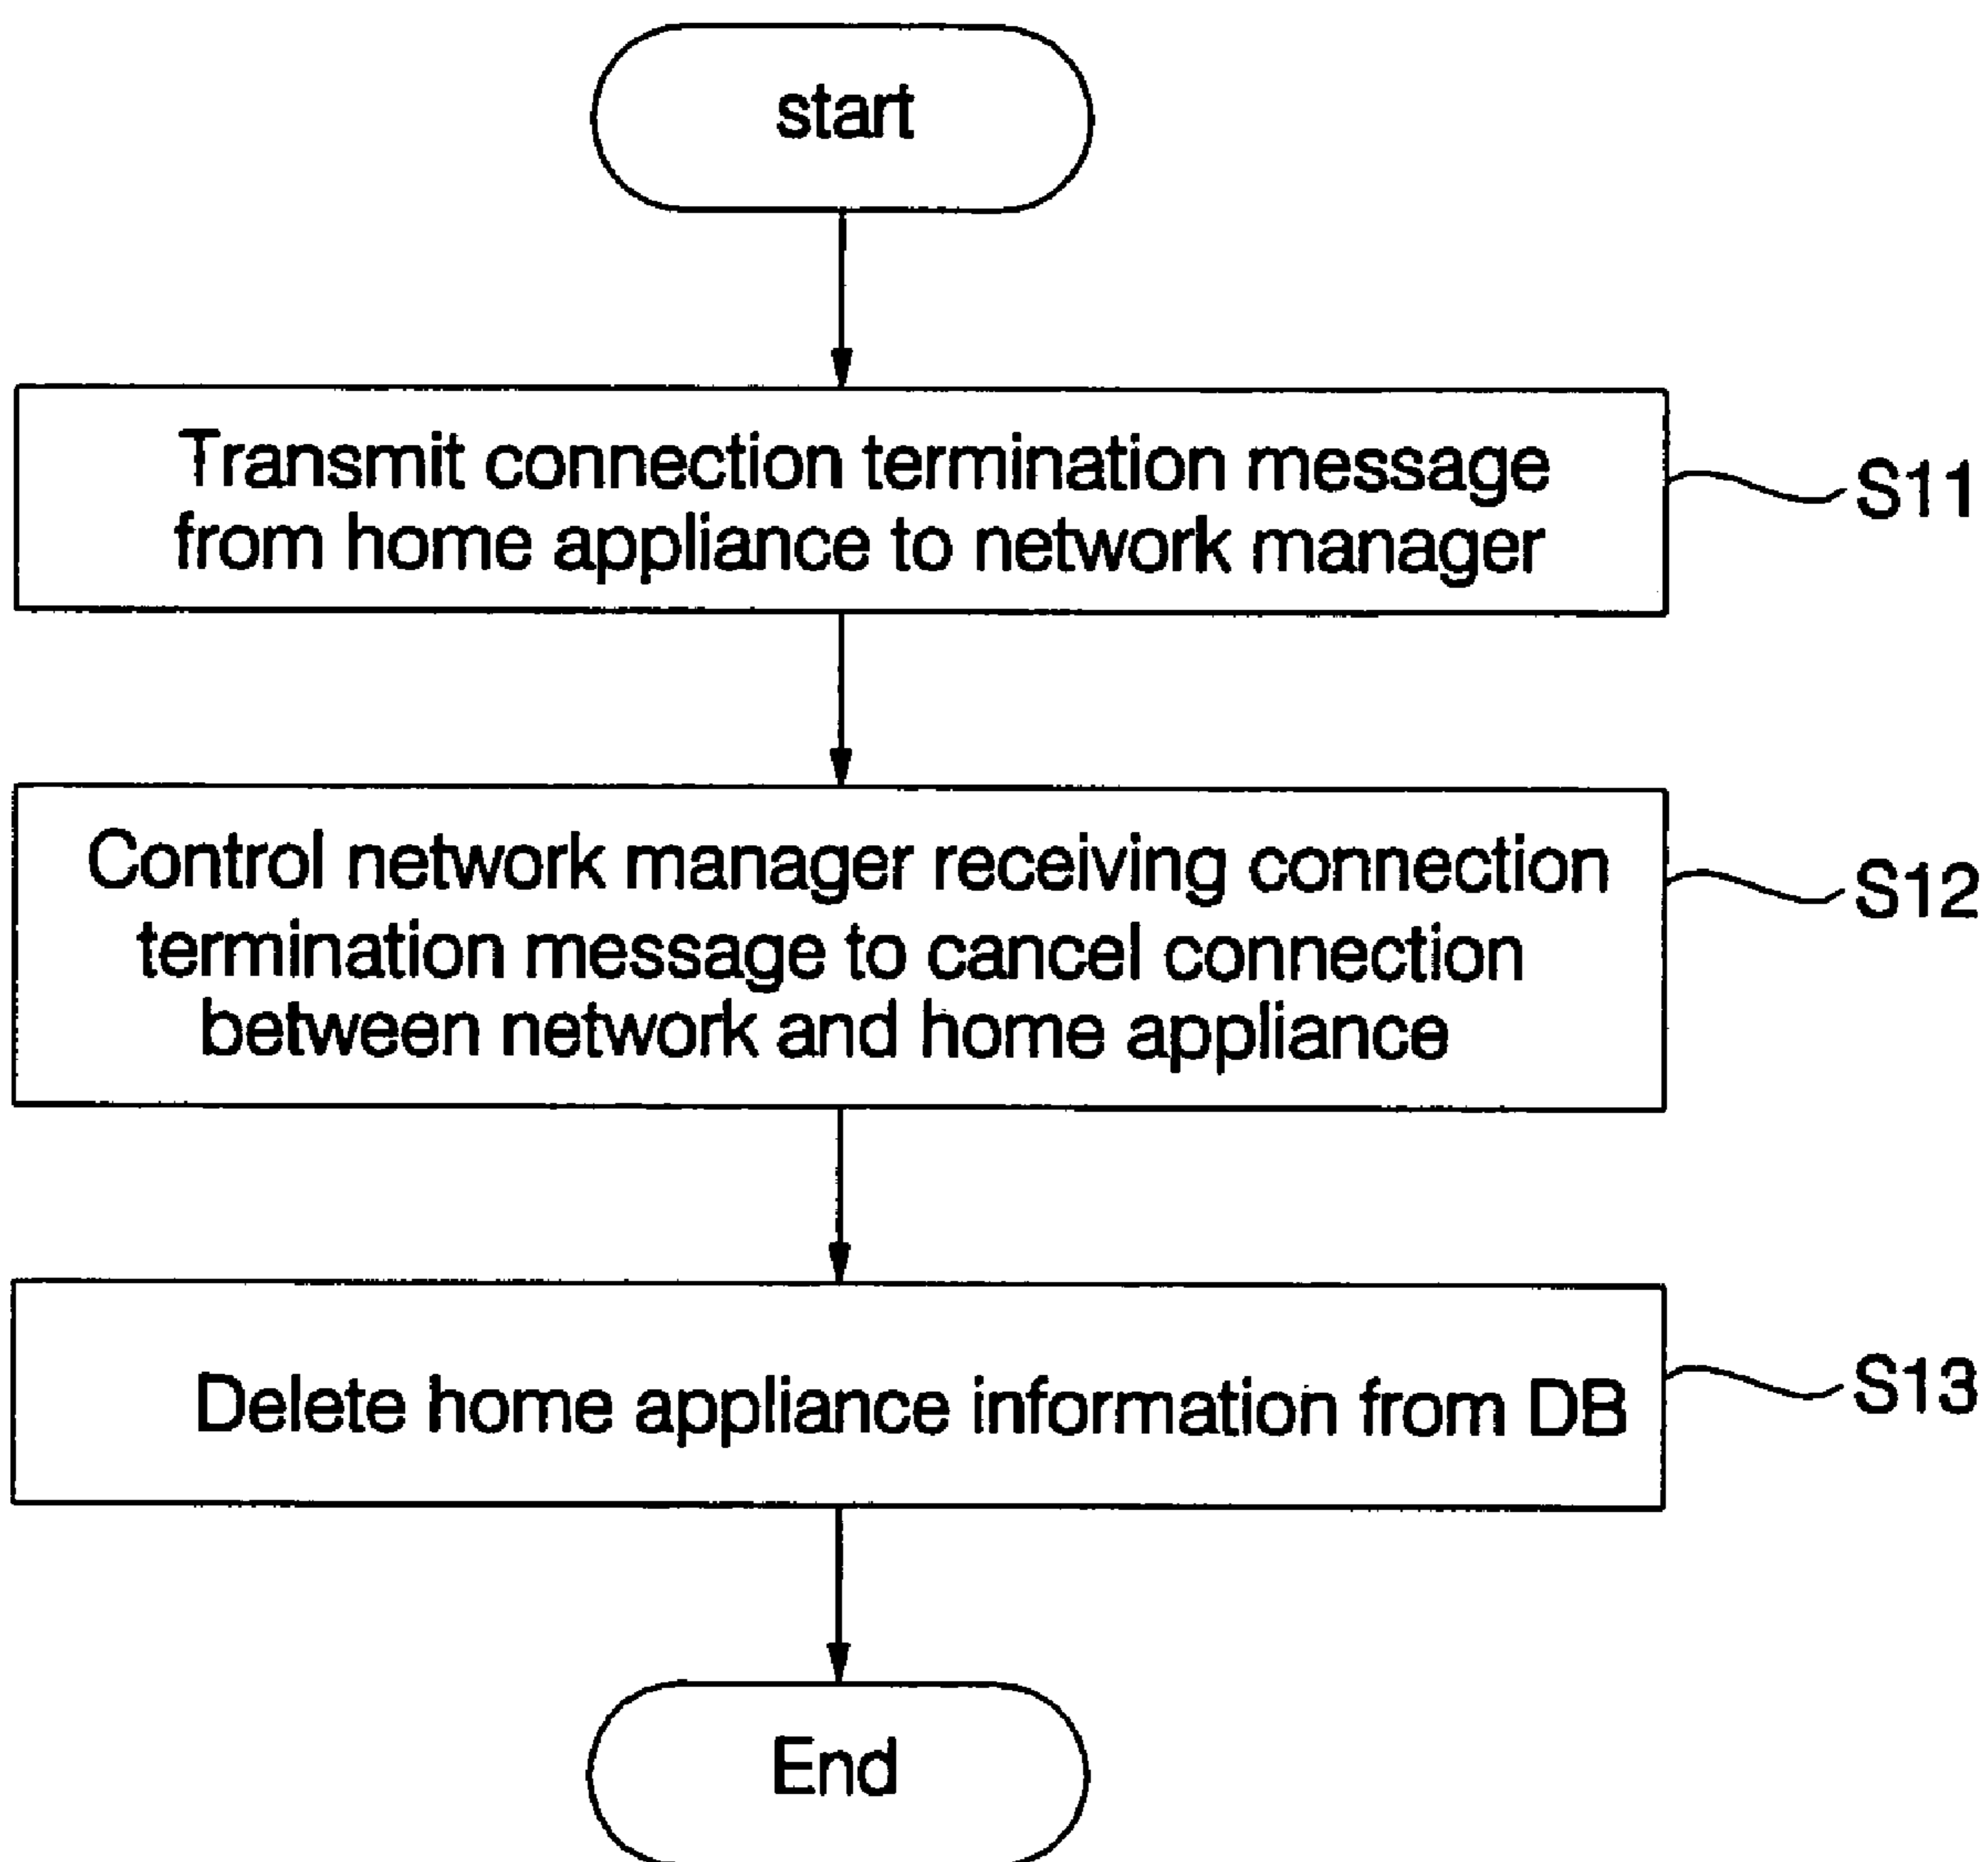 start
Transmit connection termination message
from home appliance to network manager
S11
Control network manager receiving connection
termination message to cancel connection
between network and home appliance
S12
Delete home appliance information from DB
S13
End